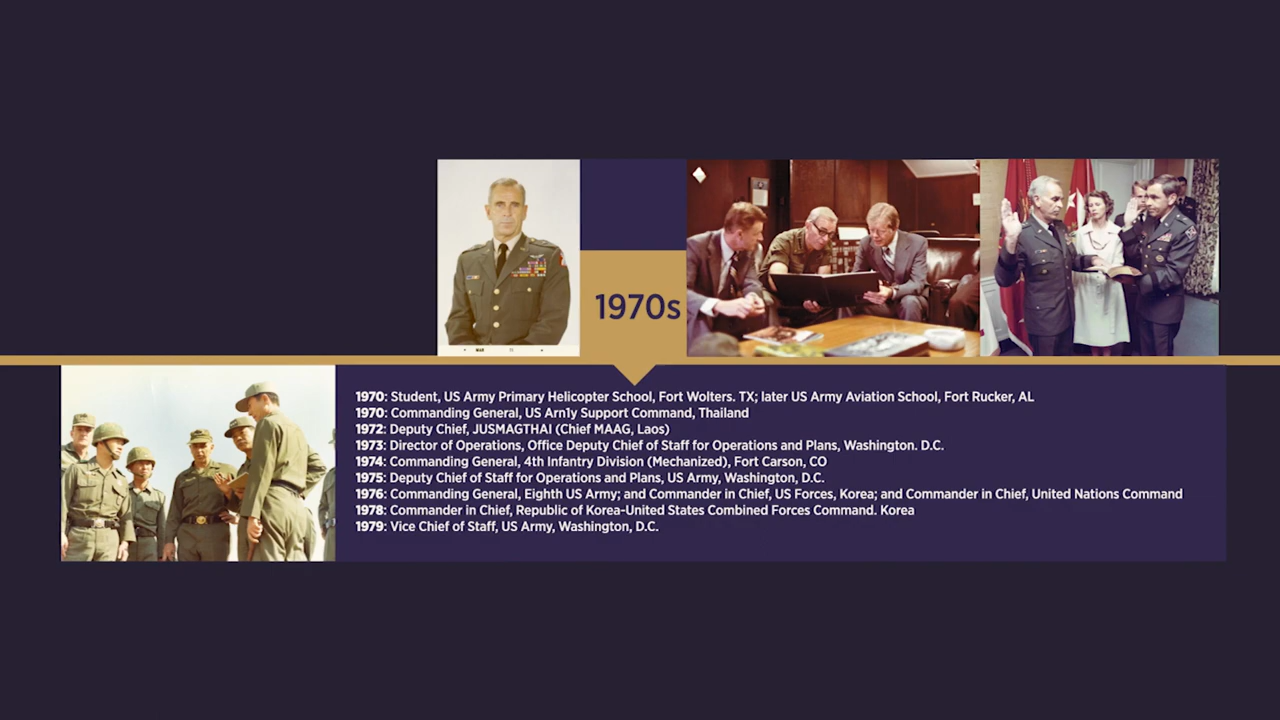 1970s
1970: Student, US Army Primary Helicopter School, Fort Wolters. TX; later US Army Aviation School, Fort Rucker, AL
1970: Commanding General, US Arn1y Support Command, Thailand
1972: Deputy Chief, JUSMAGTHAI (Chief MAAG, Laos)
1973: Director of Operations, Office Deputy Chief of Staff for Operations and Plans, Washington. D.C.
1974: Commanding General, 4th Infantry Division (Mechanized), Fort Carson, CO
1975: Deputy Chief of Staff for Operations and Plans, US Army, Washington, D.C.
1976: Commanding General, Eighth US Army; and Commander in Chief, US Forces, Korea; and Commander in Chief, United Nations Command
1978: Commander in Chief, Republic of Korea-United States Combined Forces Command. Korea
1979: Vice Chief of Staff, US Army, Washington, D.C.